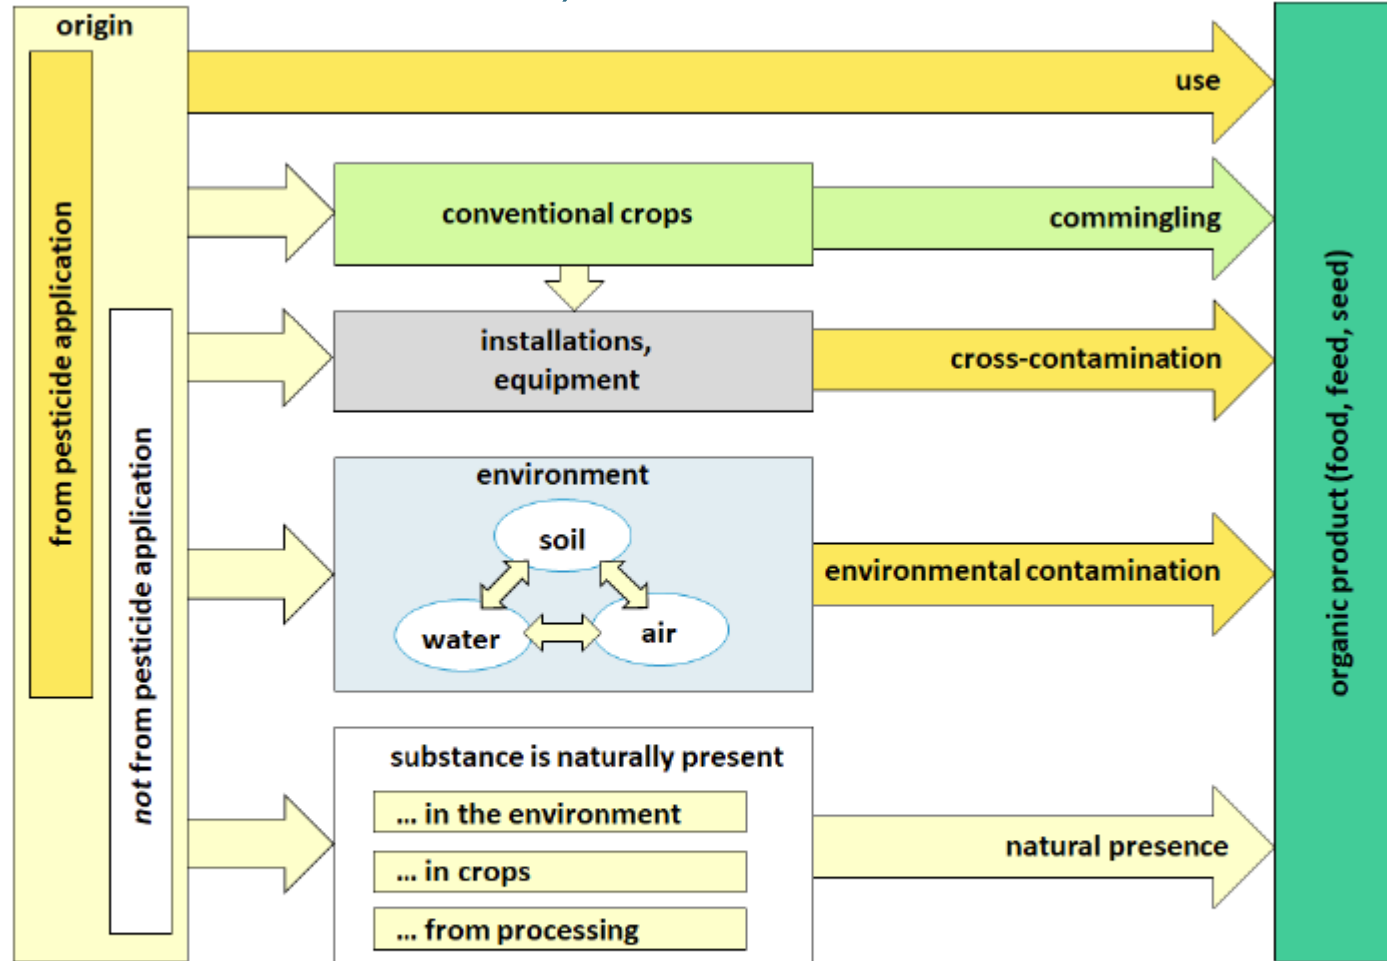 origin
from pesticide application
not from pesticide application
use
conventional crops
commingling
installations,
equipment
cross-contamination
environment
soil
water
air
environmental contamination
substance is naturally present
... in the environment
... in crops
... from processing
natural presence
organic product (food, feed, seed)